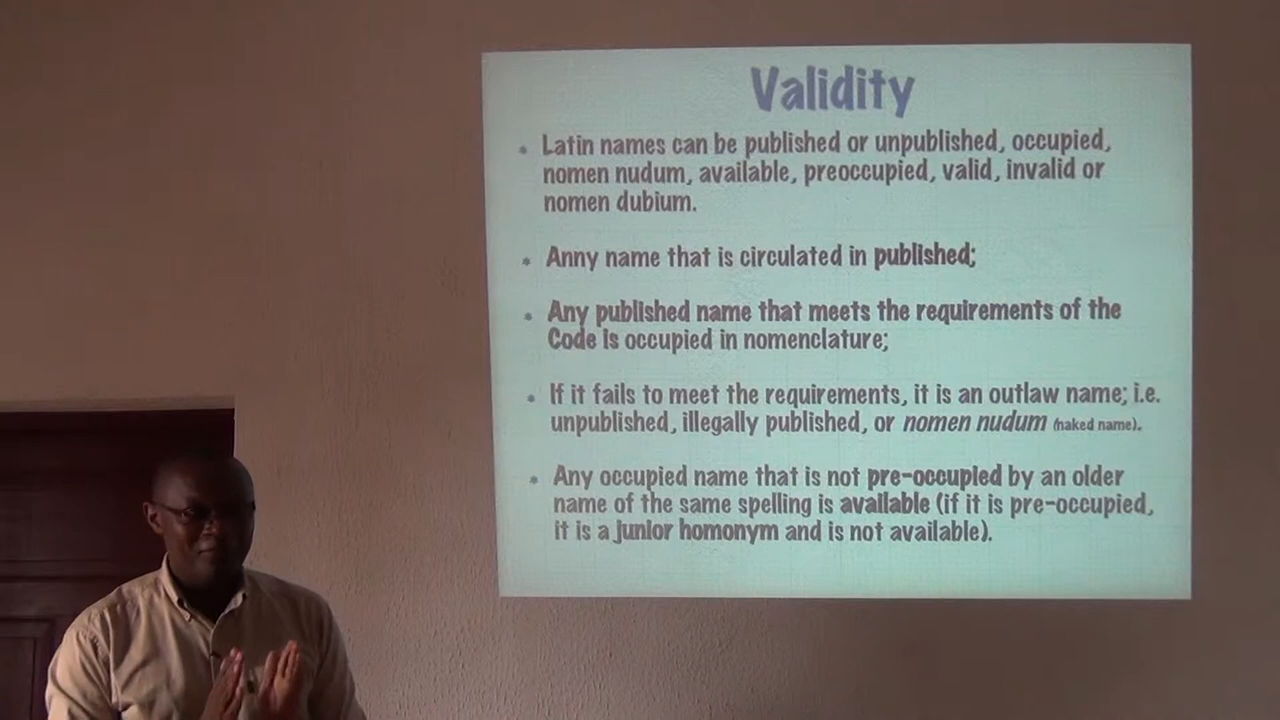 Validity
Latin names can be published or unpublished, occupied,
nomen nudum, available, preoccupied, valid, invalid or
nomen dubium.
Anny name that is circulated in published;
Any published name that meets the requirements of the
Code is occupied in nomenclature;
If it fails to meet the requirements, it is an outlaw name; i.e.
unpublished, illegally published, or nomen nudum (naked name).
Any occupied name that is not pre-occupied by an older
name of the same spelling is available (if it is pre-occupied,
it is a junior homonym and is not available).